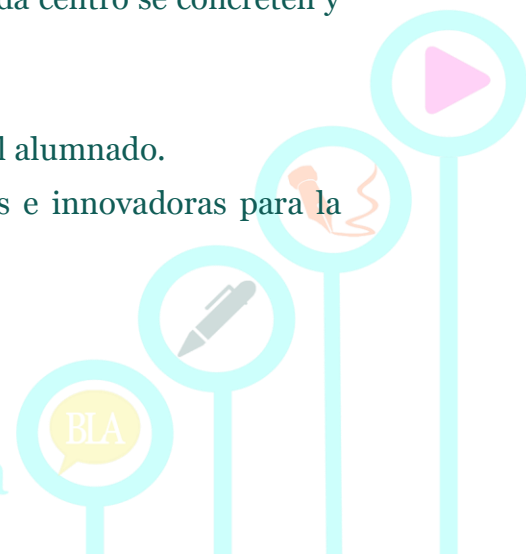 da centro se concreten y
l alumnado.
s e innovadoras para la
BLA